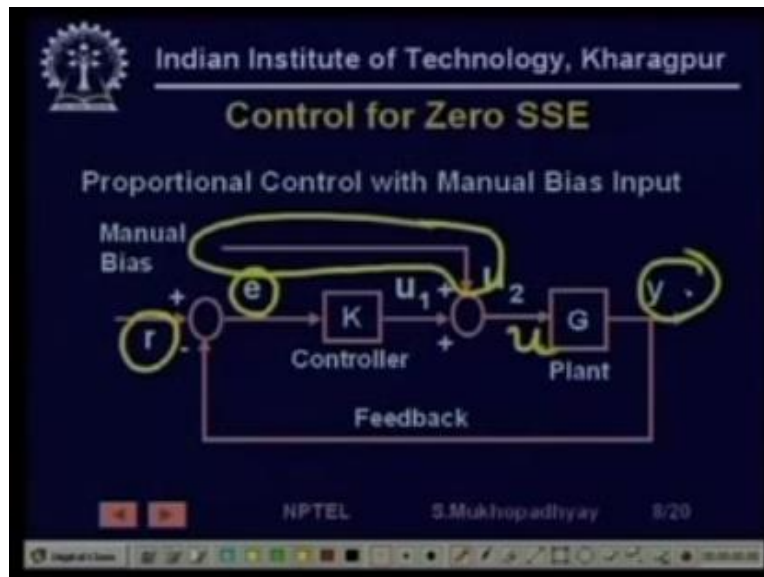 Indian Institute of Technology, Kharagpur
Control for Zero SSE
Proportional Control with Manual Bias Input
Manual
Bias
+ e u1 + u2 y
r - K + u G
Controller
Plant
Feedback
NPTEL S.Mukhopadhyay 8/20